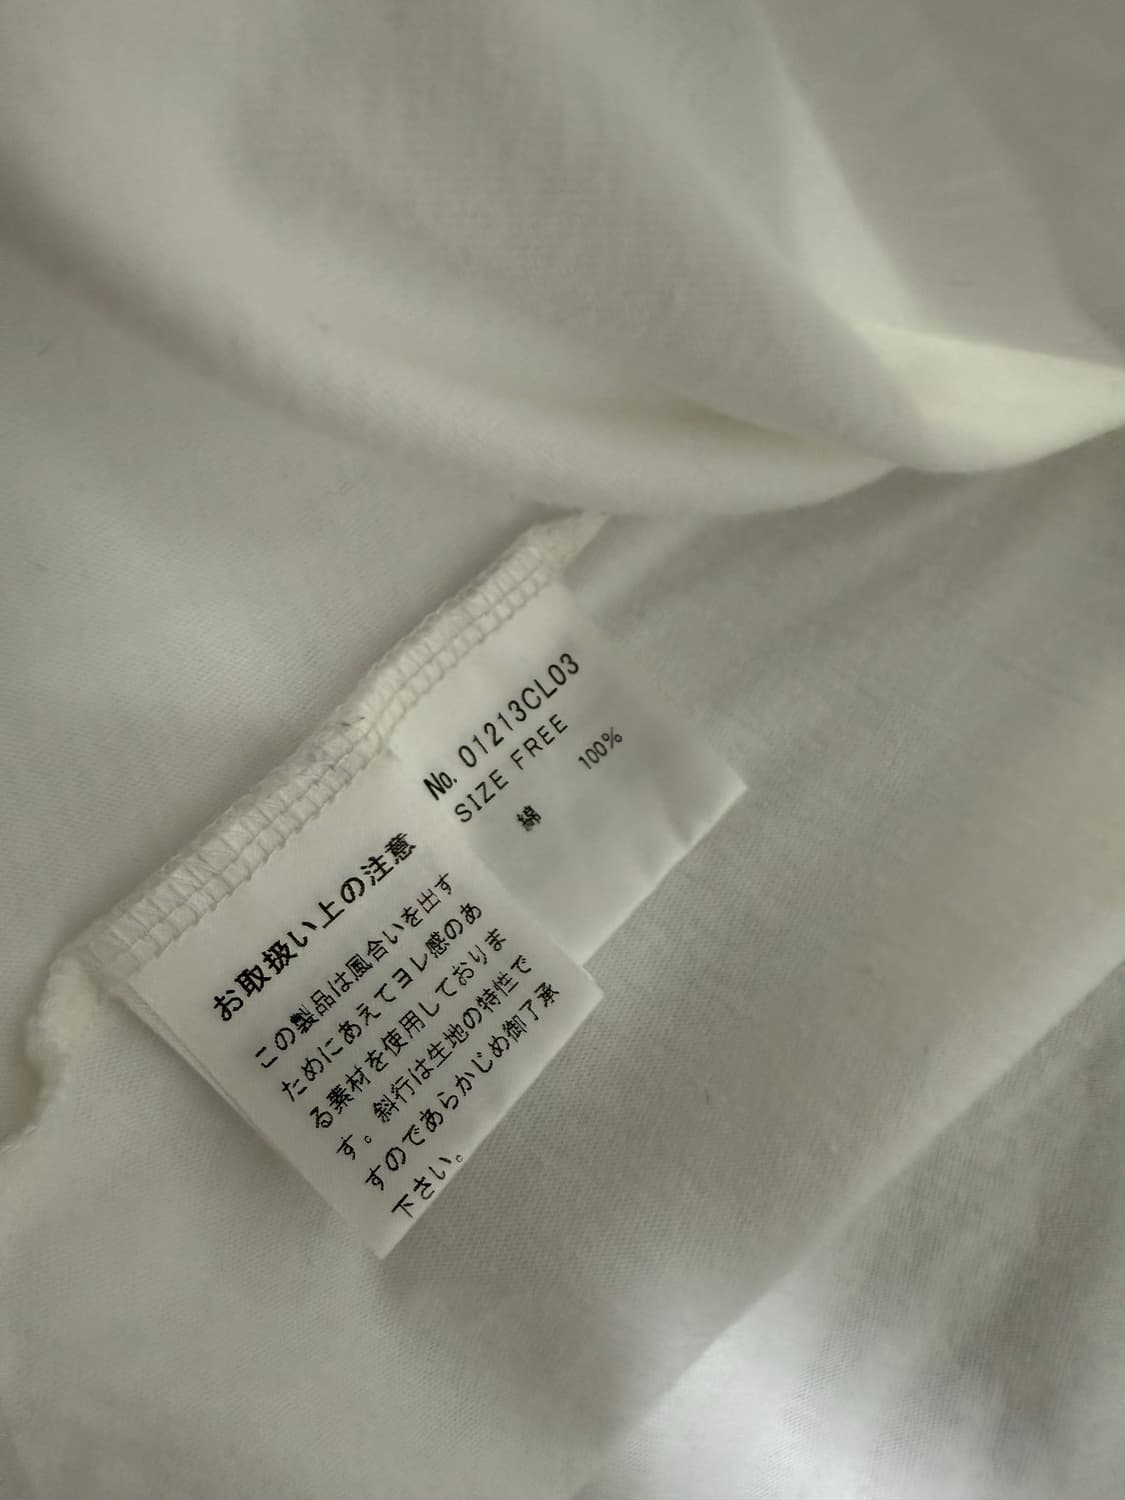 No. 01213CL03
SIZE FREE
綿 100%
お取扱い上の注意
この製品は風合いを出す
ためにあえてヨレ感のあ
る素材を使用しておりま
す。斜行は生地の特性で
すのであらかじめ御了承
下さい。